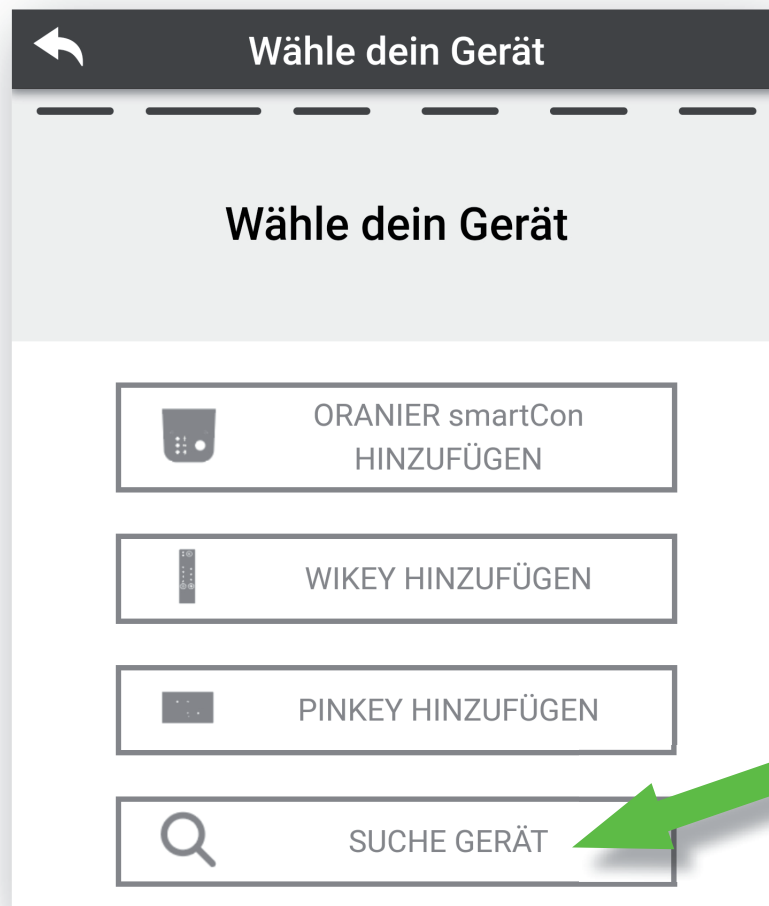 Wähle dein Gerät
Wähle dein Gerät
ORANIER smartCon
HINZUFÜGEN
WIKEY HINZUFÜGEN
PINKEY HINZUFÜGEN
SUCHE GERÄT